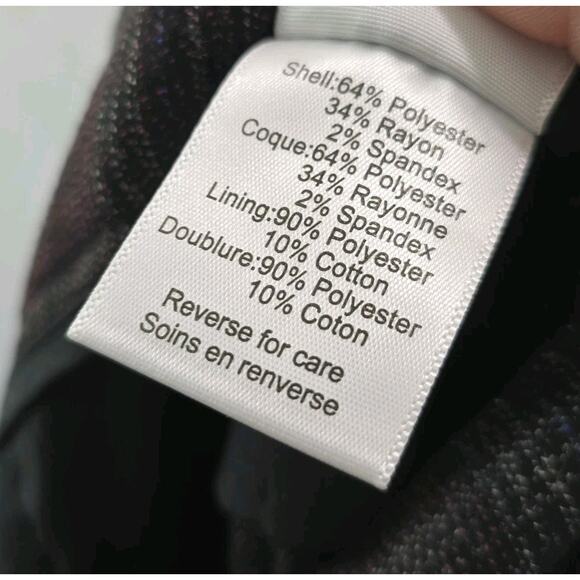 Shell:64% Polyester
34% Rayon
2% Spandex
Coque:64% Polyester
34% Rayonne
2% Spandex
Lining:90% Polyester
10% Cotton
Doublure:90% Polyester
10% Coton
Reverse for care
Soins en renverse